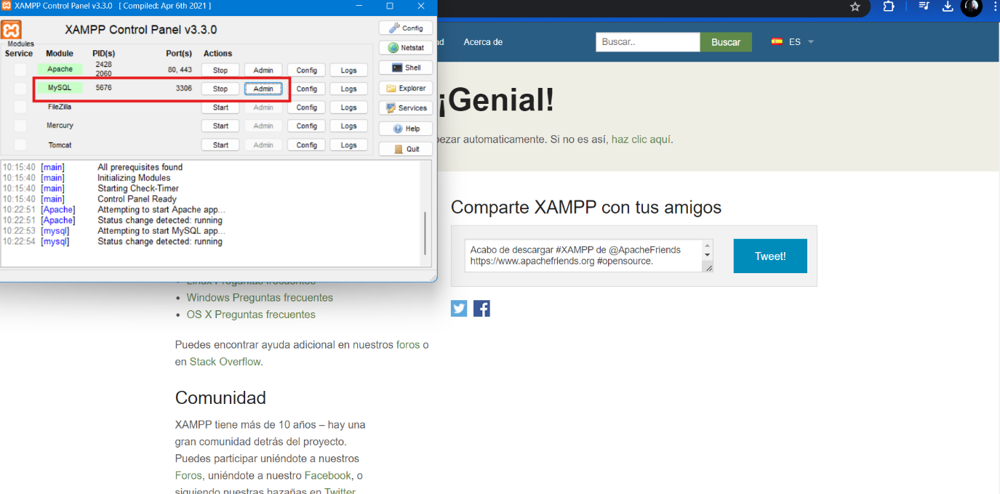 XAMPP Control Panel v3.3.0 [ Compiled: Apr 6th 2021 ]
XAMPP Control Panel v3.3.0
Config
Modules
Service Module PID(s) Port(s) Actions
Netstat
Apache 2428 2060 80, 443 Stop Admin Config Logs
Shell
MySQL 5676 3306 Stop Admin Config Logs
Explorer
FileZilla Start Admin Config Logs
Services
Mercury Start Admin Config Logs
Help
Tomcat Start Admin Config Logs
Quit
10:15:40 [main] All prerequisites found
10:15:40 [main] Initializing Modules
10:15:40 [main] Starting Check-Timer
10:15:40 [main] Control Panel Ready
10:22:51 [Apache] Attempting to start Apache app...
10:22:51 [Apache] Status change detected: running
10:22:53 [mysql] Attempting to start MySQL app...
10:22:54 [mysql] Status change detected: running
Acerca de
Buscar..
Buscar
ES
¡Genial!
ezar automaticamente. Si no es así, haz clic aquí.
Comparte XAMPP con tus amigos
Acabo de descargar #XAMPP de @ApacheFriends
https://www.apachefriends.org #opensource.
Tweet!
Linux Preguntas frecuentes
• Windows Preguntas frecuentes
• OS X Preguntas frecuentes
Puedes encontrar ayuda adicional en nuestros foros o
en Stack Overflow.
Comunidad
XAMPP tiene más de 10 años – hay una
gran comunidad detrás del proyecto.
Puedes participar uniéndote a nuestros
Foros, uniéndote a nuestro Facebook, o
siguiendo nuestras hazañas en Twitter